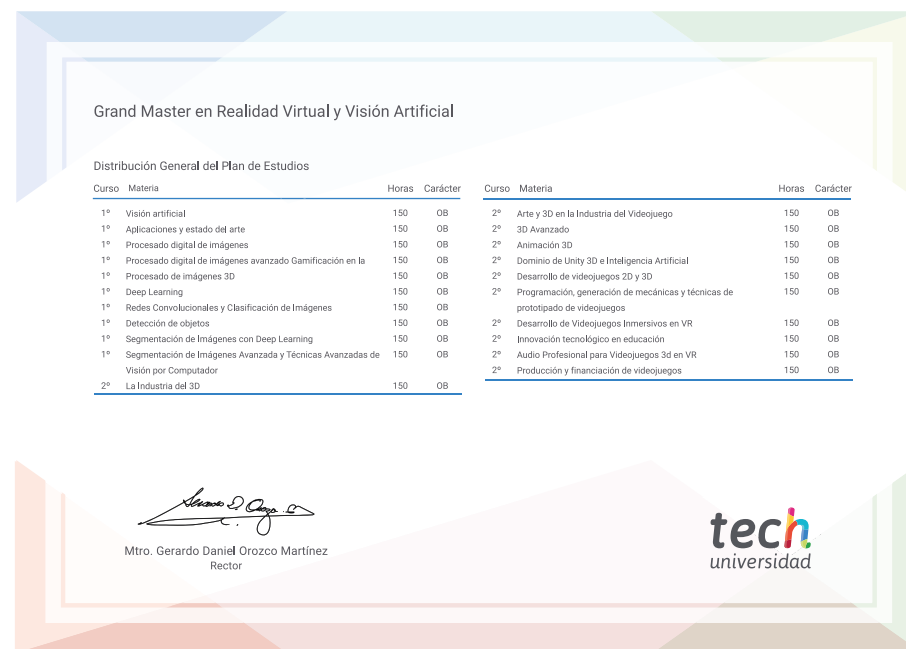 Grand Master en Realidad Virtual y Visión Artificial
Distribución General del Plan de Estudios
Curso Materia Horas Carácter
1º Visión artificial 150 OB
1º Aplicaciones y estado del arte 150 OB
1º Procesado digital de imágenes 150 OB
1º Procesado digital de imágenes avanzado Gamificación en la 150 OB
1º Procesado de imágenes 3D 150 OB
1º Deep Learning 150 OB
1º Redes Convolucionales y Clasificación de Imágenes 150 OB
1º Detección de objetos 150 OB
1º Segmentación de Imágenes con Deep Learning 150 OB
1º Segmentación de Imágenes Avanzada y Técnicas Avanzadas de 150 OB
Visión por Computador
2º La Industria del 3D 150 OB
Curso Materia Horas Carácter
2º Arte y 3D en la Industria del Videojuego 150 OB
2º 3D Avanzado 150 OB
2º Animación 3D 150 OB
2º Dominio de Unity 3D e Inteligencia Artificial 150 OB
2º Desarrollo de videojuegos 2D y 3D 150 OB
2º Programación, generación de mecánicas y técnicas de 150 OB
prototipado de videojuegos
2º Desarrollo de Videojuegos Inmersivos en VR 150 OB
2º Innovación tecnológico en educación 150 OB
2º Audio Profesional para Videojuegos 3d en VR 150 OB
2º Producción y financiación de videojuegos 150 OB
Mtro. Gerardo Daniel Orozco Martínez
Rector
tech
universidad